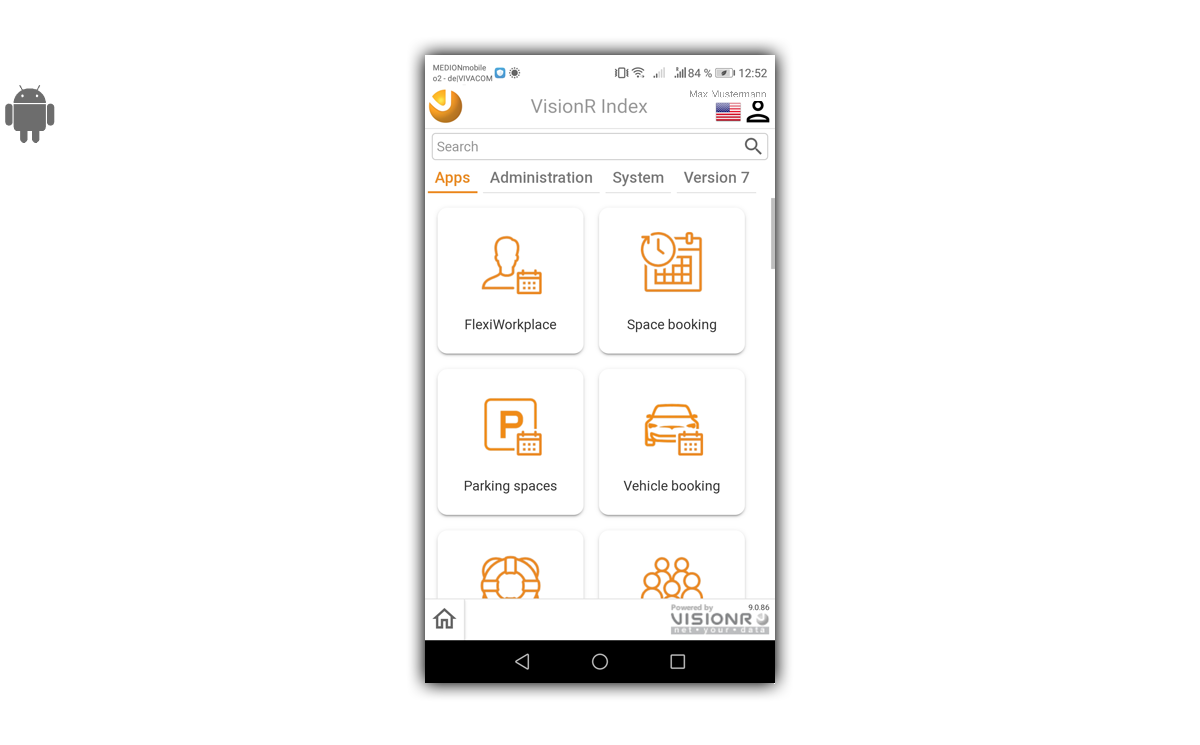 MEDIONmobile
o2 - de|VIVACOM
84 %
12:52
Max Mustermann
VisionR Index
Search
Apps Administration System Version 7
FlexiWorkplace Space booking
P
Parking spaces Vehicle booking
Powered by 9.0.86
VISIONR
net • your • data